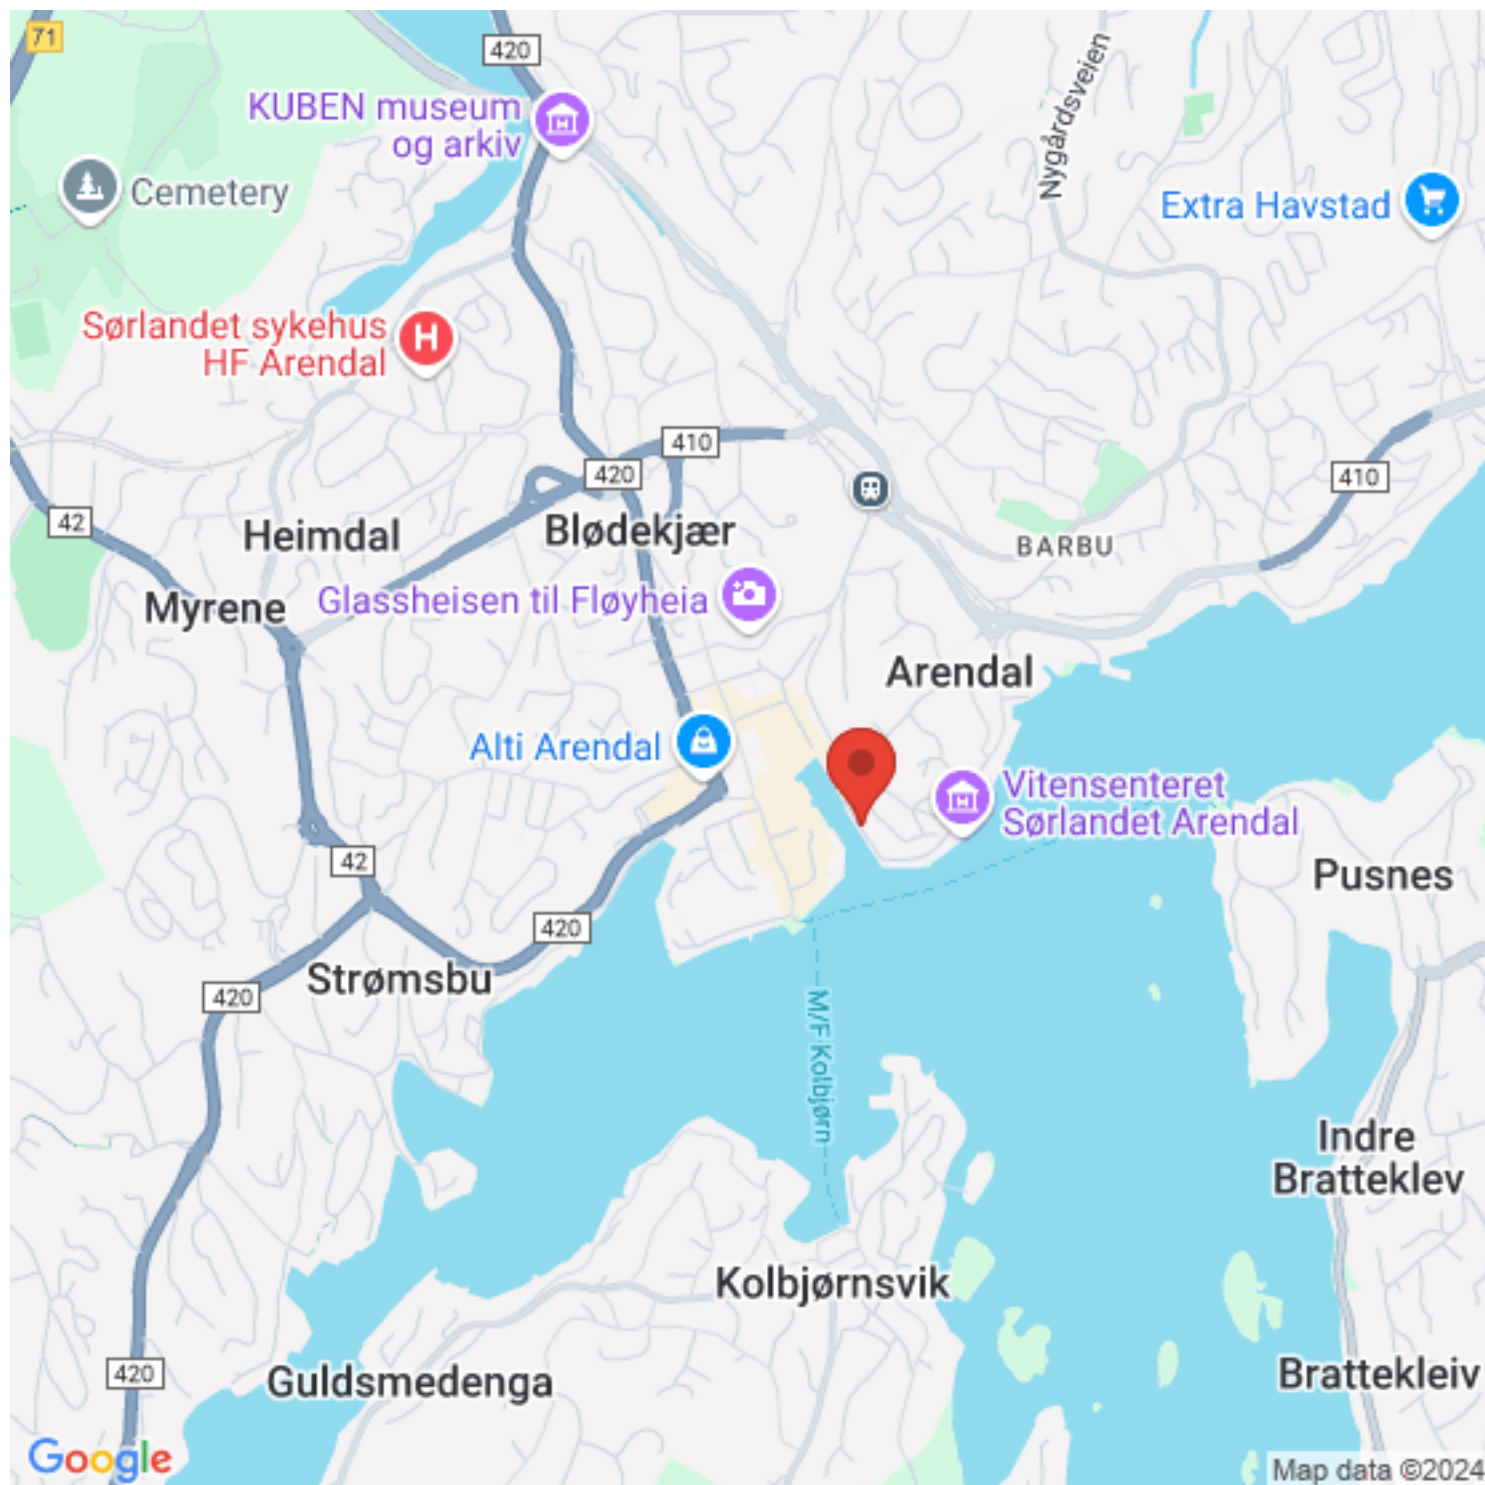 71
420
KUBEN museum
og arkiv
Nygårdsveien
Cemetery
Extra Havstad
Sørlandet sykehus
HF Arendal
H
410
420
410
42
Heimdal
Blødekjær
BARBU
Myrene
Glassheisen til Fløyheia
Arendal
Alti Arendal
Vitensenteret
Sørlandet Arendal
42
Pusnes
420
Strømsbu
420
M/F Kolbjørn
Indre
Bratteklev
Kolbjørnsvik
420
Guldsmedenga
Brattekleiv
Google
Map data ©2024